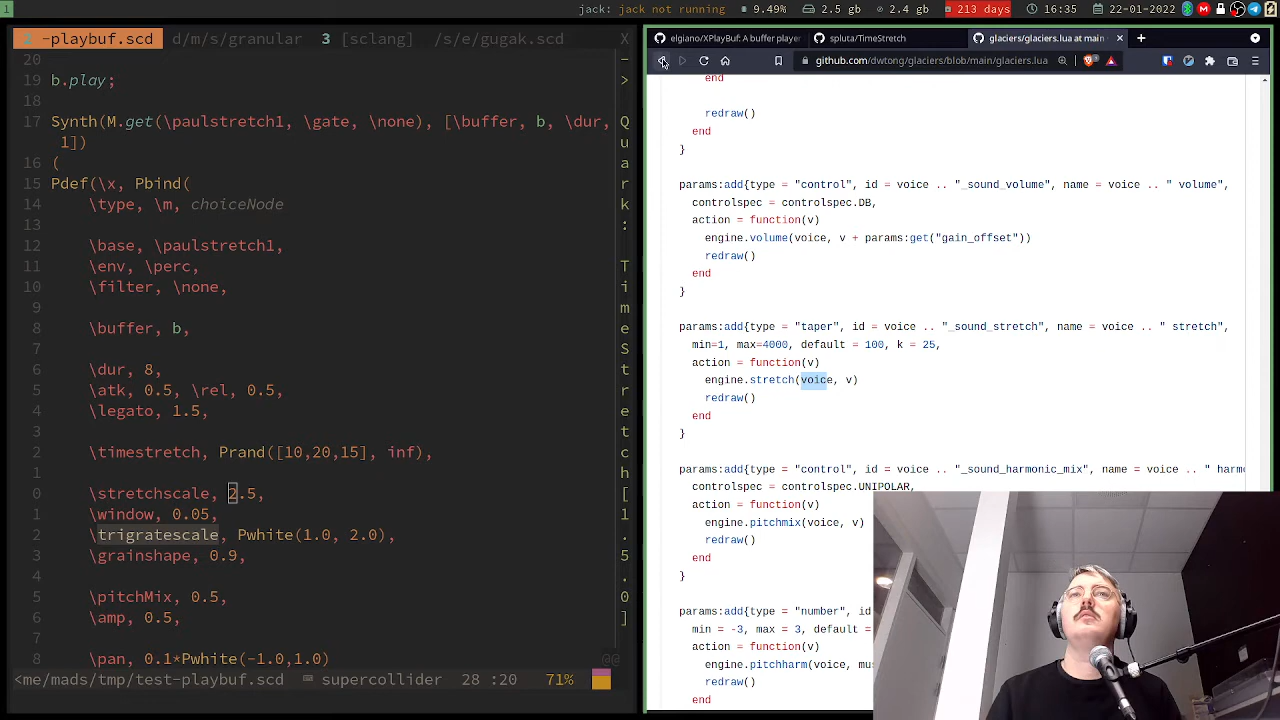 1
jack: jack not running
9.49%
2.5 gb
2.4 gb
213 days
16:35
22-01-2022
2 -playbuf.scd
d/m/s/granular
3 [sclang]
/s/e/gugak.scd
X
20
19 b.play;
18
17 Synth(M.get(\paulstretch1, \gate, \none), [\buffer, b, \dur,
1])
16 (
15 Pdef(\x, Pbind(
14 \type, \m, choiceNode
13
12 \base, \paulstretch1,
11 \env, \perc,
10 \filter, \none,
9
8 \buffer, b,
7
6 \dur, 8,
5 \atk, 0.5, \rel, 0.5,
4 \legato, 1.5,
3
2 \timestretch, Prand([10,20,15], inf),
1
0 \stretchscale, 2.5,
1 \window, 0.05,
2 \trigratescale, Pwhite(1.0, 2.0),
3 \grainshape, 0.9,
4
5 \pitchMix, 0.5,
6 \amp, 0.5,
7
8 \pan, 0.1*Pwhite(-1.0,1.0)
@@
<me/mads/tmp/test-playbuf.scd
supercollider
28 :20
71%
->
Quark: TimeStretch[1.5.0]
elgiano/XPlayBuf: A buffer player
spluta/TimeStretch
glaciers/glaciers.lua at main
github.com/dwtong/glaciers/blob/main/glaciers.lua
end
redraw()
end
}
params:add{type = "control", id = voice .. "_sound_volume", name = voice .. " volume",
controlspec = controlspec.DB,
action = function(v)
engine.volume(voice, v + params:get("gain_offset"))
redraw()
end
}
params:add{type = "taper", id = voice .. "_sound_stretch", name = voice .. " stretch",
min=1, max=4000, default = 100, k = 25,
action = function(v)
engine.stretch(voice, v)
redraw()
end
}
params:add{type = "control", id = voice .. "_sound_harmonic_mix", name = voice .. " harmo
controlspec = controlspec.UNIPOLAR,
action = function(v)
engine.pitchmix(voice, v)
redraw()
end
}
params:add{type = "number", id
min = -3, max = 3, default =
action = function(v)
engine.pitchharm(voice, mus
redraw()
end